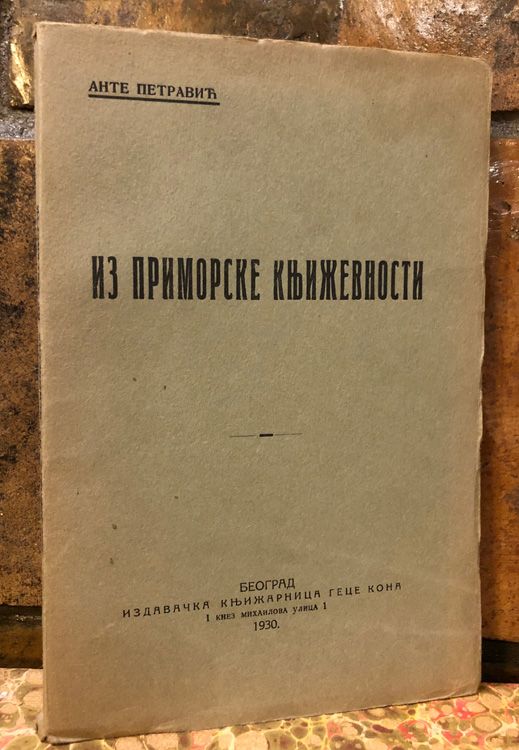 АНТЕ ПЕТРАВИЋ
ИЗ ПРИМОРСКЕ КЊИЖЕВНОСТИ
БЕОГРАД
ИЗДАВАЧКА КЊИЖАРНИЦА ГЕЦЕ КОНА
1 КНЕЗ МИХАИЛОВА УЛИЦА 1
1930.